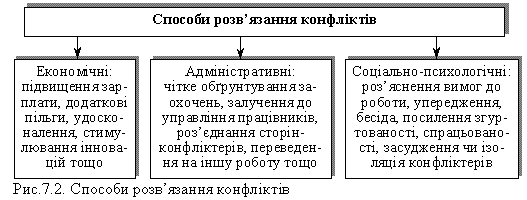 Способи розв’язання конфліктів
Економічні:
підвищення зар-
плати, додаткові
пільги, удоско-
налення, стиму-
лювання іннова-
цій тощо
Адміністративні:
чітке обґрунтування за-
охочень, залучення до
управління працівників,
роз’єднання сторін-
конфліктерів, переведен-
ня на іншу роботу тощо
Соціально-психологічні:
роз’яснення вимог до
роботи, упередження,
бесіда, посилення згур-
тованості, спрацьовано-
сті, засудження чи ізо-
ляція конфліктерів
Рис.7.2. Способи розв’язання конфліктів